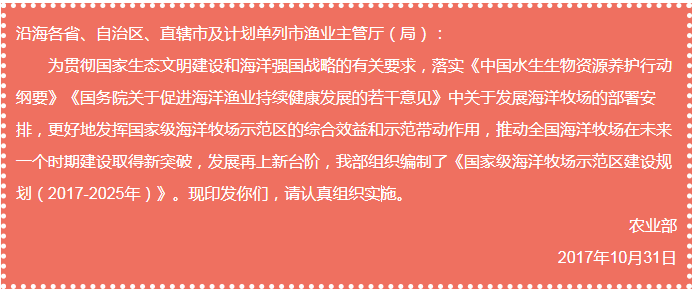 沿海各省、自治区、直辖市及计划单列市渔业主管厅（局）：
为贯彻国家生态文明建设和海洋强国战略的有关要求，落实《中国水生生物资源养护行动
纲要》《国务院关于促进海洋渔业持续健康发展的若干意见》中关于发展海洋牧场的部署安
排，更好地发挥国家级海洋牧场示范区的综合效益和示范带动作用，推动全国海洋牧场在未来
一个时期建设取得新突破，发展再上新台阶，我部组织编制了《国家级海洋牧场示范区建设规
划（2017-2025年）》。现印发你们，请认真组织实施。
农业部
2017年10月31日